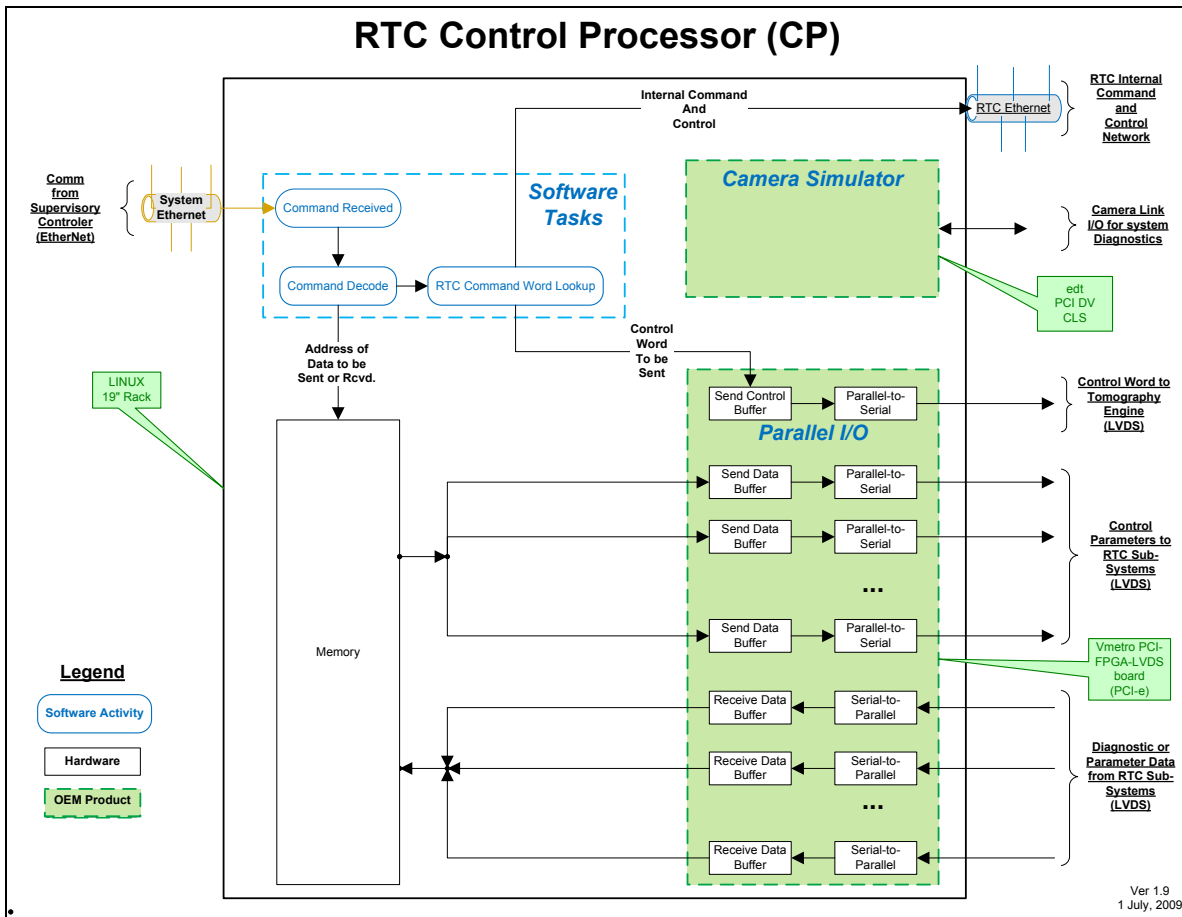 RTC Control Processor (CP)
Internal Command
And
Control
RTC Ethernet
RTC Internal
Command
and
Control
Network
Comm
from
Supervisory
Controler
(EtherNet)
System
Ethernet
Command Received
Software
Tasks
Command Decode
RTC Command Word Lookup
Camera Simulator
Camera Link
I/O for system
Diagnostics
edt
PCI DV
CLS
Address of
Data to be
Sent or Rcvd.
Control
Word
To be
Sent
LINUX
19" Rack
Send Control
Buffer
Parallel-to-
Serial
Control Word to
Tomography
Engine
(LVDS)
Parallel I/O
Send Data
Buffer
Parallel-to-
Serial
Send Data
Buffer
Parallel-to-
Serial
...
Send Data
Buffer
Parallel-to-
Serial
Control
Parameters to
RTC Sub-
Systems
(LVDS)
Memory
Vmetro PCI-
FPGA-LVDS
board
(PCI-e)
Receive Data
Buffer
Serial-to-
Parallel
Receive Data
Buffer
Serial-to-
Parallel
...
Receive Data
Buffer
Serial-to-
Parallel
Diagnostic or
Parameter Data
from RTC Sub-
Systems
(LVDS)
Legend
Software Activity
Hardware
OEM Product
Ver 1.9
1 July, 2009